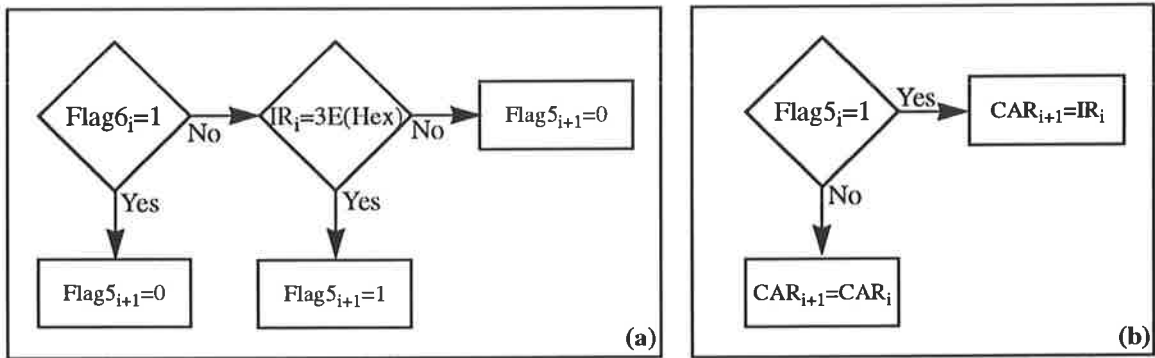 Flag6i=1
No
IRi=3E(Hex)
No
Flag5i+1=0
Yes
Yes
Flag5i+1=0
Flag5i+1=1
(a)
Flag5i=1
Yes
CARi+1=IRi
No
CARi+1=CARi
(b)